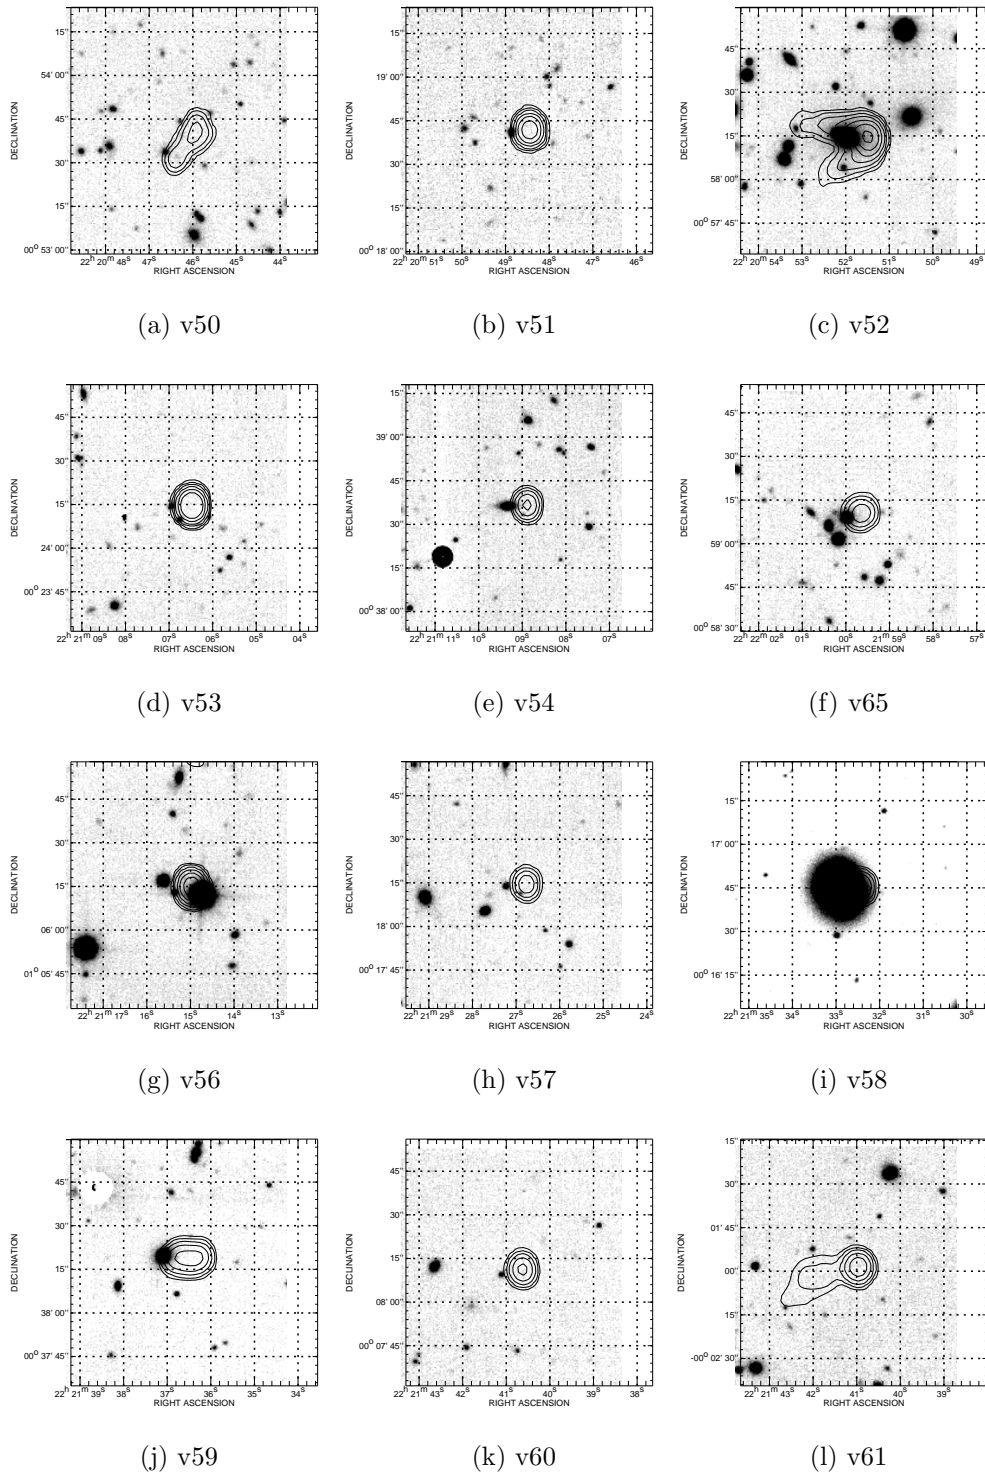 DECLINATION
15"
54' 00"
45"
30"
15"
00° 53' 00"
22ʰ 20ᵐ 48ˢ 47ˢ 46ˢ 45ˢ 44ˢ
RIGHT ASCENSION
(a) v50
DECLINATION
15"
19' 00"
45"
30"
15"
00° 18' 00"
22ʰ 20ᵐ 51ˢ 50ˢ 49ˢ 48ˢ 47ˢ 46ˢ
RIGHT ASCENSION
(b) v51
DECLINATION
45"
30"
15"
58' 00"
00° 57' 45"
22ʰ 20ᵐ 54ˢ 53ˢ 52ˢ 51ˢ 50ˢ 49ˢ
RIGHT ASCENSION
(c) v52
DECLINATION
45"
30"
15"
24' 00"
00° 23' 45"
22ʰ 21ᵐ 09ˢ 08ˢ 07ˢ 06ˢ 05ˢ 04ˢ
RIGHT ASCENSION
(d) v53
DECLINATION
39' 00"
45"
30"
15"
00° 38' 00"
22ʰ 21ᵐ 11ˢ 10ˢ 09ˢ 08ˢ 07ˢ
RIGHT ASCENSION
(e) v54
DECLINATION
45"
30"
15"
59' 00"
45"
00° 58' 30"
22ʰ 22ᵐ 02ˢ 01ˢ 00ˢ 21ᵐ 59ˢ 58ˢ 57ˢ
RIGHT ASCENSION
(f) v65
DECLINATION
45"
30"
15"
06' 00"
01° 05' 45"
22ʰ 21ᵐ 17ˢ 16ˢ 15ˢ 14ˢ 13ˢ
RIGHT ASCENSION
(g) v56
DECLINATION
45"
30"
15"
18' 00"
00° 17' 45"
22ʰ 21ᵐ 29ˢ 28ˢ 27ˢ 26ˢ 25ˢ 24ˢ
RIGHT ASCENSION
(h) v57
DECLINATION
15"
17' 00"
45"
30"
00° 16' 15"
22ʰ 21ᵐ 35ˢ 34ˢ 33ˢ 32ˢ 31ˢ 30ˢ
RIGHT ASCENSION
(i) v58
DECLINATION
45"
30"
15"
38' 00"
00° 37' 45"
22ʰ 21ᵐ 39ˢ 38ˢ 37ˢ 36ˢ 35ˢ 34ˢ
RIGHT ASCENSION
(j) v59
DECLINATION
45"
30"
15"
08' 00"
00° 07' 45"
22ʰ 21ᵐ 43ˢ 42ˢ 41ˢ 40ˢ 39ˢ 38ˢ
RIGHT ASCENSION
(k) v60
DECLINATION
15"
30"
01' 45"
00"
15"
-00° 02' 30"
22ʰ 21ᵐ 43ˢ 42ˢ 41ˢ 40ˢ 39ˢ
RIGHT ASCENSION
(l) v61